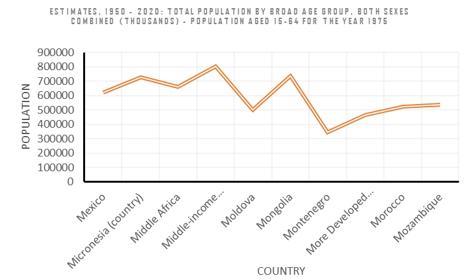 ESTIMATES, 1950 - 2020: TOTAL POPULATION BY BROAD AGE GROUP, BOTH SEXES
COMBINED (THOUSANDS) - POPULATION AGED 15-64 FOR THE YEAR 1975
900000
800000
700000
600000
500000
400000
300000
200000
100000
0
POPULATION
Mexico
Micronesia (country)
Middle Africa
Middle-income...
Moldova
Mongolia
Montenegro
More Developed...
Morocco
Mozambique
COUNTRY